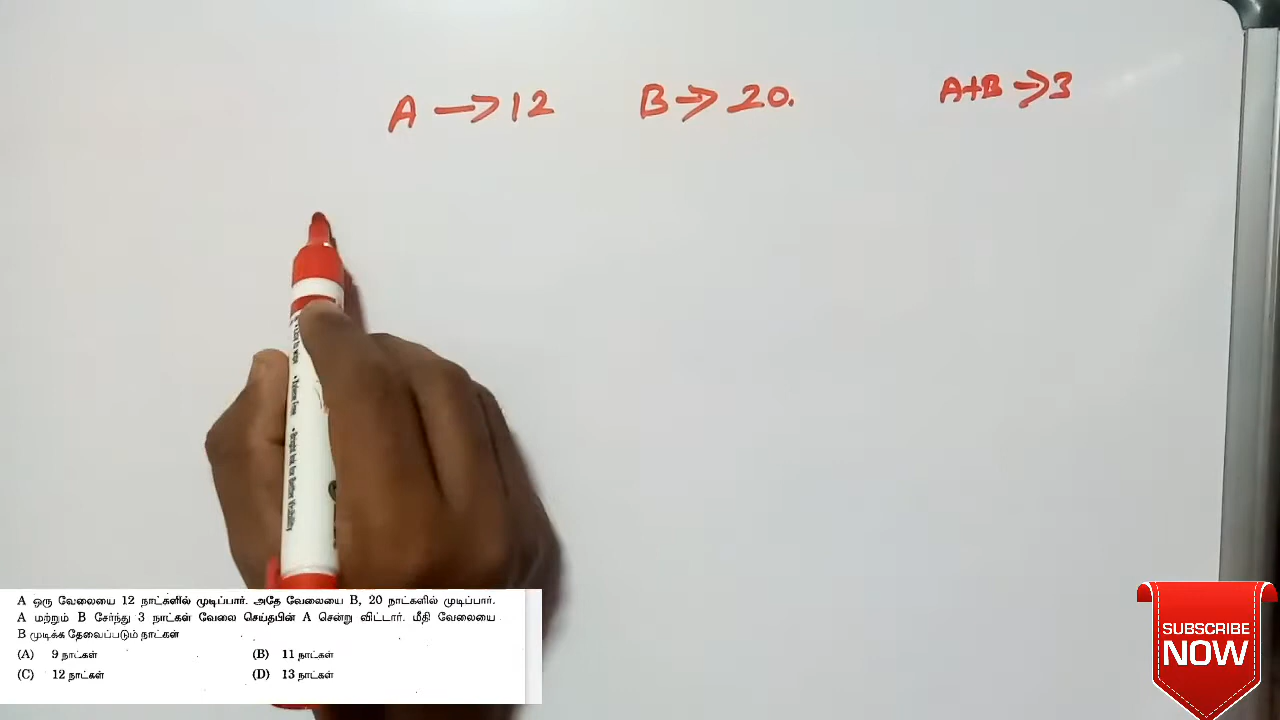 A → 12 B → 20. A+B → 3
A ஒரு வேலையை 12 நாட்களில் முடிப்பார். அதே வேலையை B, 20 நாட்களில் முடிப்பார்.
A மற்றும் B சேர்ந்து 3 நாட்கள் வேலை செய்தபின் A சென்று விட்டார். மீதி வேலையை
B முடிக்க தேவைப்படும் நாட்கள்
(A) 9 நாட்கள் (B) 11 நாட்கள்
(C) 12 நாட்கள் (D) 13 நாட்கள்
SUBSCRIBE
NOW